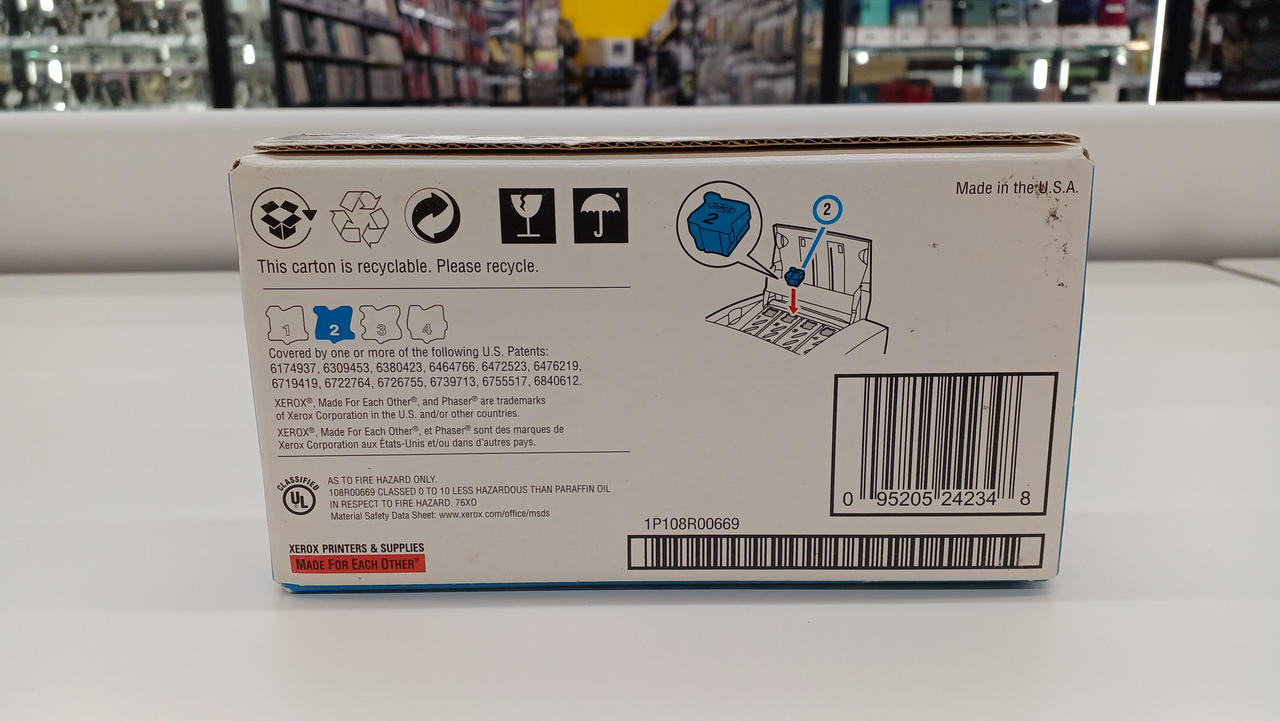 Made in the U.S.A.
XEROX
2
2
This carton is recyclable. Please recycle.
1 2 3 4
Covered by one or more of the following U.S. Patents:
6174937, 6309453, 6380423, 6464766, 6472523, 6476219,
6719419, 6722764, 6726755, 6739713, 6755517, 6840612.
XEROX®, Made For Each Other®, and Phaser® are trademarks
of Xerox Corporation in the U.S. and/or other countries.
XEROX®, Made For Each Other®, et Phaser® sont des marques de
Xerox Corporation aux États-Unis et/ou dans d'autres pays.
CLASSIFIED
UL
AS TO FIRE HAZARD ONLY.
108R00669 CLASSED 0 TO 10 LESS HAZARDOUS THAN PARAFFIN OIL
IN RESPECT TO FIRE HAZARD. 76XO
Material Safety Data Sheet: www.xerox.com/office/msds
XEROX PRINTERS & SUPPLIES
MADE FOR EACH OTHER®
0 95205 24234 8
1P108R00669